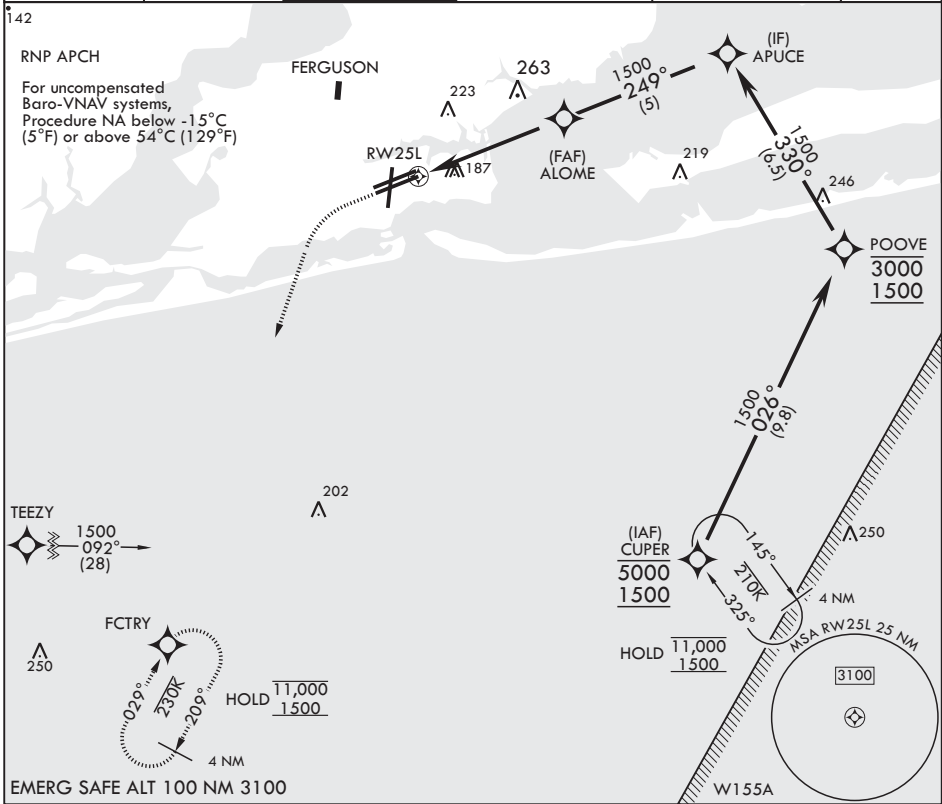 142
RNP APCH
For uncompensated
Baro-VNAV systems,
Procedure NA below -15°C
(5°F) or above 54°C (129°F)
FERGUSON
263
223
(IF)
APUCE
1500
249°
(5)
RW25L
187
(FAF)
ALOME
219
1500
330°
(6.5)
246
POOVE
3000
1500
1500
026°
(9.8)
202
TEEZY
1500
092°
(28)
(IAF)
CUPER
5000
1500
145°
210K
325°
4 NM
250
HOLD 11,000
1500
MSA RW25L 25 NM
3100
FCTRY
250
029°
230K
209°
HOLD 11,000
1500
4 NM
EMERG SAFE ALT 100 NM 3100
W155A